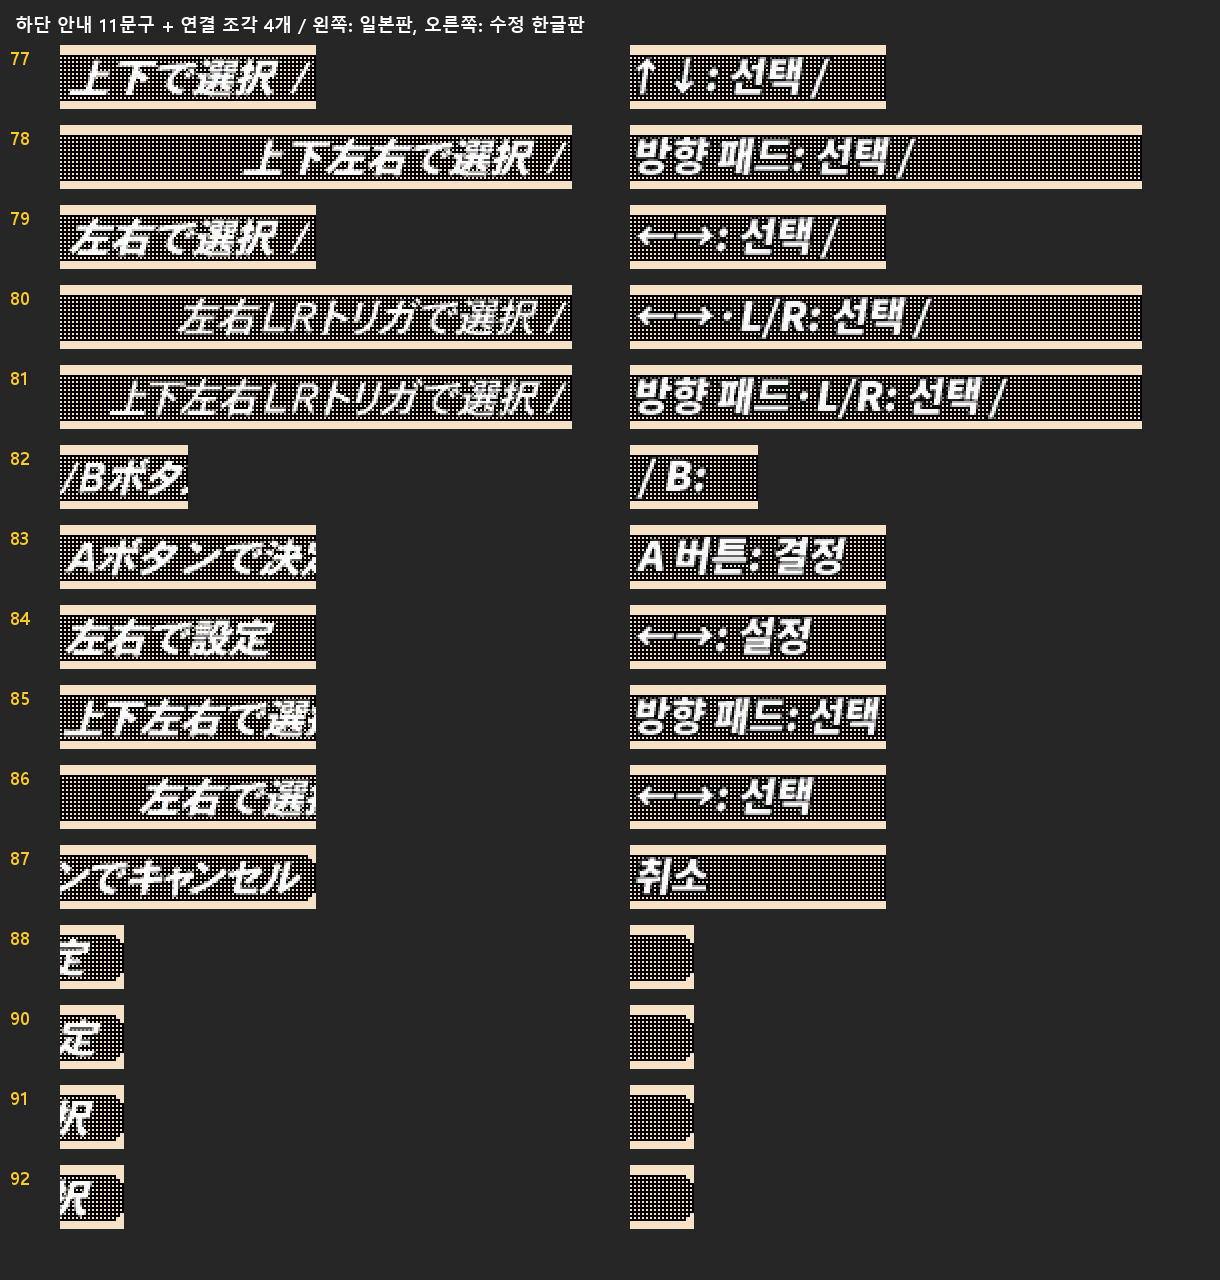 하단 안내 11문구 + 연결 조각 4개 / 왼쪽: 일본판, 오른쪽: 수정 한글판
77 上下で選択 / ↑ ↓: 선택 /
78 上下左右で選択 / 방향 패드: 선택 /
79 左右で選択 / ←→: 선택 /
80 左右LRトリガで選択 / ←→·L/R: 선택 /
81 上下左右LRトリガで選択 / 방향 패드·L/R: 선택 /
82 /Bボタ / B:
83 Aボタンで決定 A 버튼: 결정
84 左右で設定 ←→: 설정
85 上下左右で選 방향 패드: 선택
86 左右で選 ←→: 선택
87 ンでキャンセル 취소
88 定
90 定
91 択
92 択